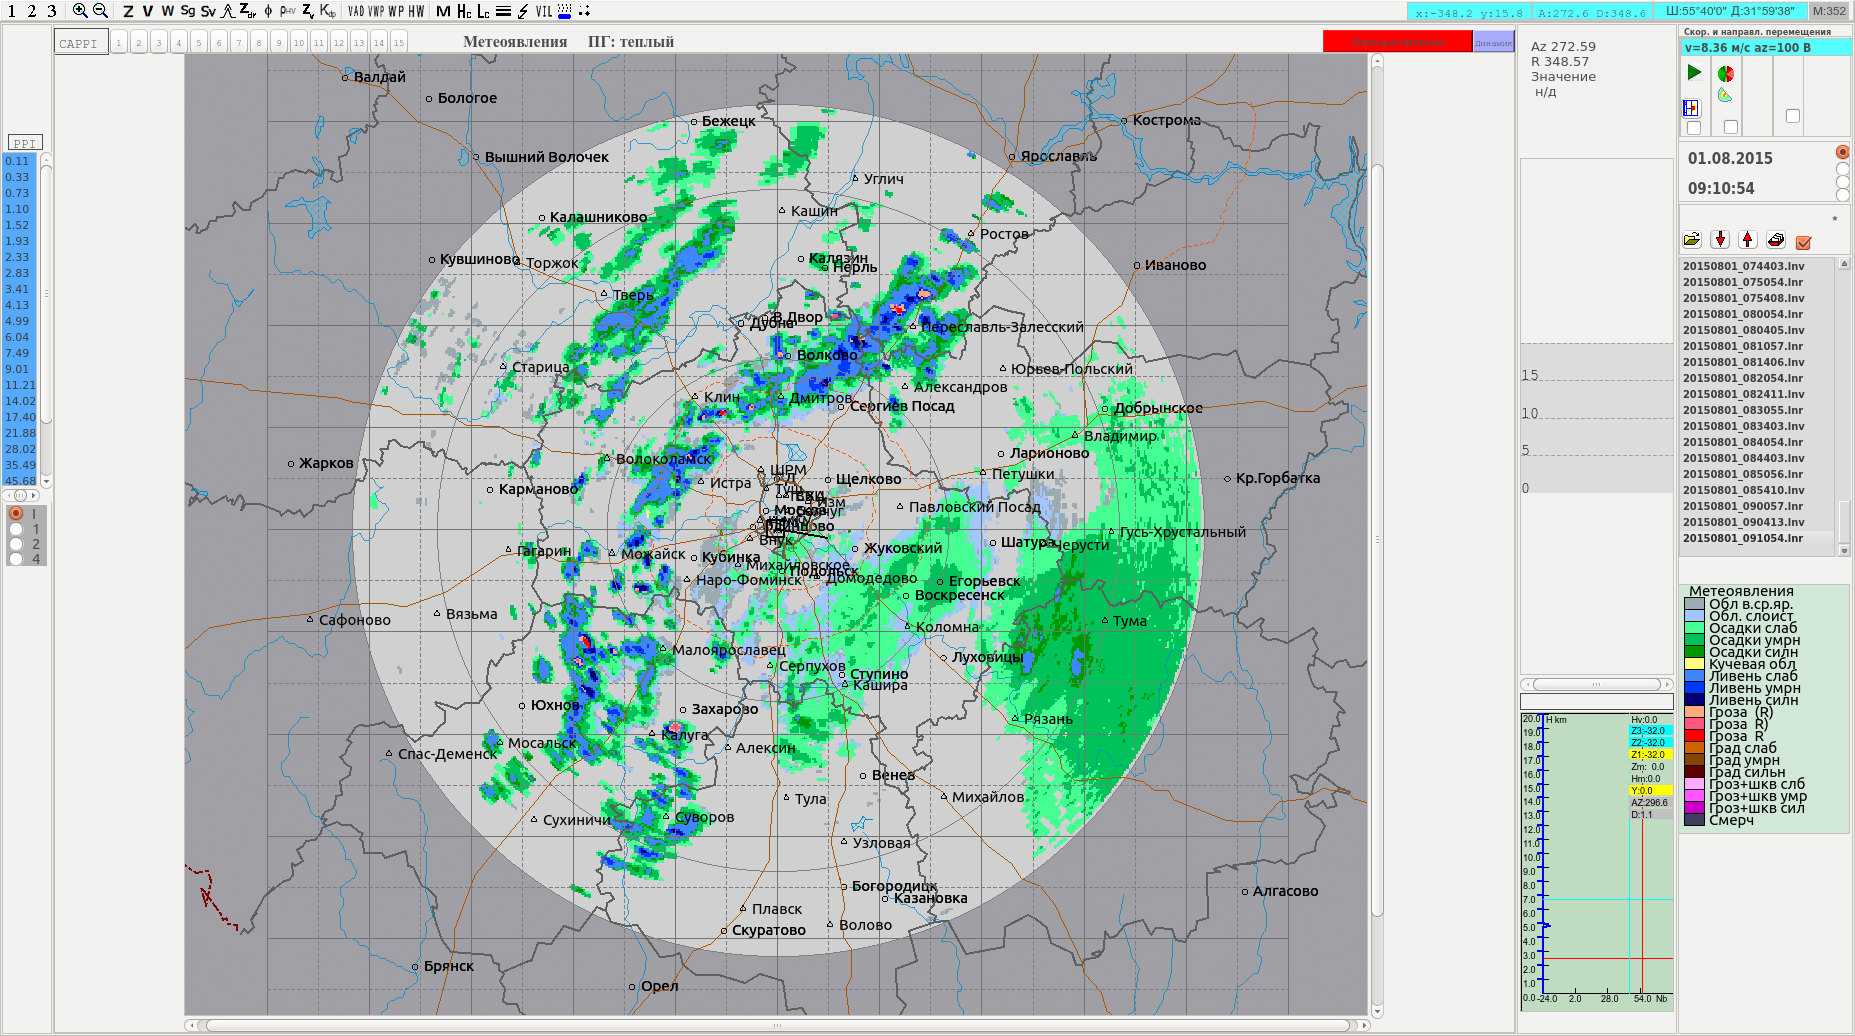 1 2 3 Z V W Sg Sv Zdr ф ρHV Zv Kdp VAD VWP WP HW M Hc Lc VIL
x:-348.2 y:15.8 A:272.6 D:348.6 Ш:55°40'0" Д:31°59'38" М:352
CAPPI 1 2 3 4 5 6 7 8 9 10 11 12 13 14 15
Метеоявления ПГ: теплый
PPI
0.11
0.33
0.73
1.10
1.52
1.93
2.33
2.83
3.41
4.13
4.99
6.04
7.49
9.01
11.21
14.02
17.40
21.88
28.02
35.49
45.68
I
1
2
4
Валдай
Бологое
Бежецк
Кострома
Вышний Волочек
Ярославль
Углич
Кашин
Калашниково
Ростов
Кувшиново
Торжок
Калязин
Нерль
Иваново
Тверь
В.Двор
Дубна
Переславль-Залесский
Волково
Старица
Юрьев-Польский
Александров
Клин
Дмитров
Сергиев Посад
Добрынское
Владимир
Ларионово
Жарков
Волоколамск
ШРМ
Петушки
Щелково
Кр.Горбатка
Карманово
Истра
Павловский Посад
Гусь-Хрустальный
Внук
Жуковский
Шатура
Черусти
Гагарин
Можайск
Кубинка
Михайловское
Подольск
Домодедово
Наро-Фоминск
Егорьевск
Воскресенск
Вязьма
Сафоново
Коломна
Тума
Малоярославец
Луховицы
Серпухов
Ступино
Кашира
Юхнов
Захарово
Рязань
Калуга
Мосальск
Алексин
Спас-Деменск
Венев
Тула
Михайлов
Сухиничи
Суворов
Узловая
Богородицк
Казановка
Алгасово
Плавск
Волово
Скуратово
Брянск
Орел
Az 272.59
R 348.57
Значение
н/д
15
10
5
0
20.0 H km
19.0
18.0
17.0
16.0
15.0
14.0
13.0
12.0
11.0
10.0
9.0
8.0
7.0
6.0
5.0
4.0
3.0
2.0
1.0
0.0 -24.0 2.0 28.0 54.0 Nb
Hv:0.0
Z3:-32.0
Z2:-32.0
Z1:-32.0
Zm: 0.0
Hm:0.0
Y:0.0
AZ:296.6
D:1.1
Скор. и направл. перемещения
v=8.36 м/с az=100 В
01.08.2015
09:10:54
*
20150801_074403.lnv
20150801_075054.lnr
20150801_075408.lnv
20150801_080054.lnr
20150801_080405.lnv
20150801_081057.lnr
20150801_081406.lnv
20150801_082054.lnr
20150801_082411.lnv
20150801_083055.lnr
20150801_083403.lnv
20150801_084054.lnr
20150801_084403.lnv
20150801_085056.lnr
20150801_085410.lnv
20150801_090057.lnr
20150801_090413.lnv
20150801_091054.lnr
Метеоявления
Обл в.ср.яр.
Обл. слоист
Осадки слаб
Осадки умрн
Осадки силн
Кучевая обл
Ливень слаб
Ливень умрн
Ливень силн
Гроза (R)
Гроза R)
Гроза R
Град слаб
Град умрн
Град сильн
Гроз+шкв слб
Гроз+шкв умр
Гроз+шкв сил
Смерч